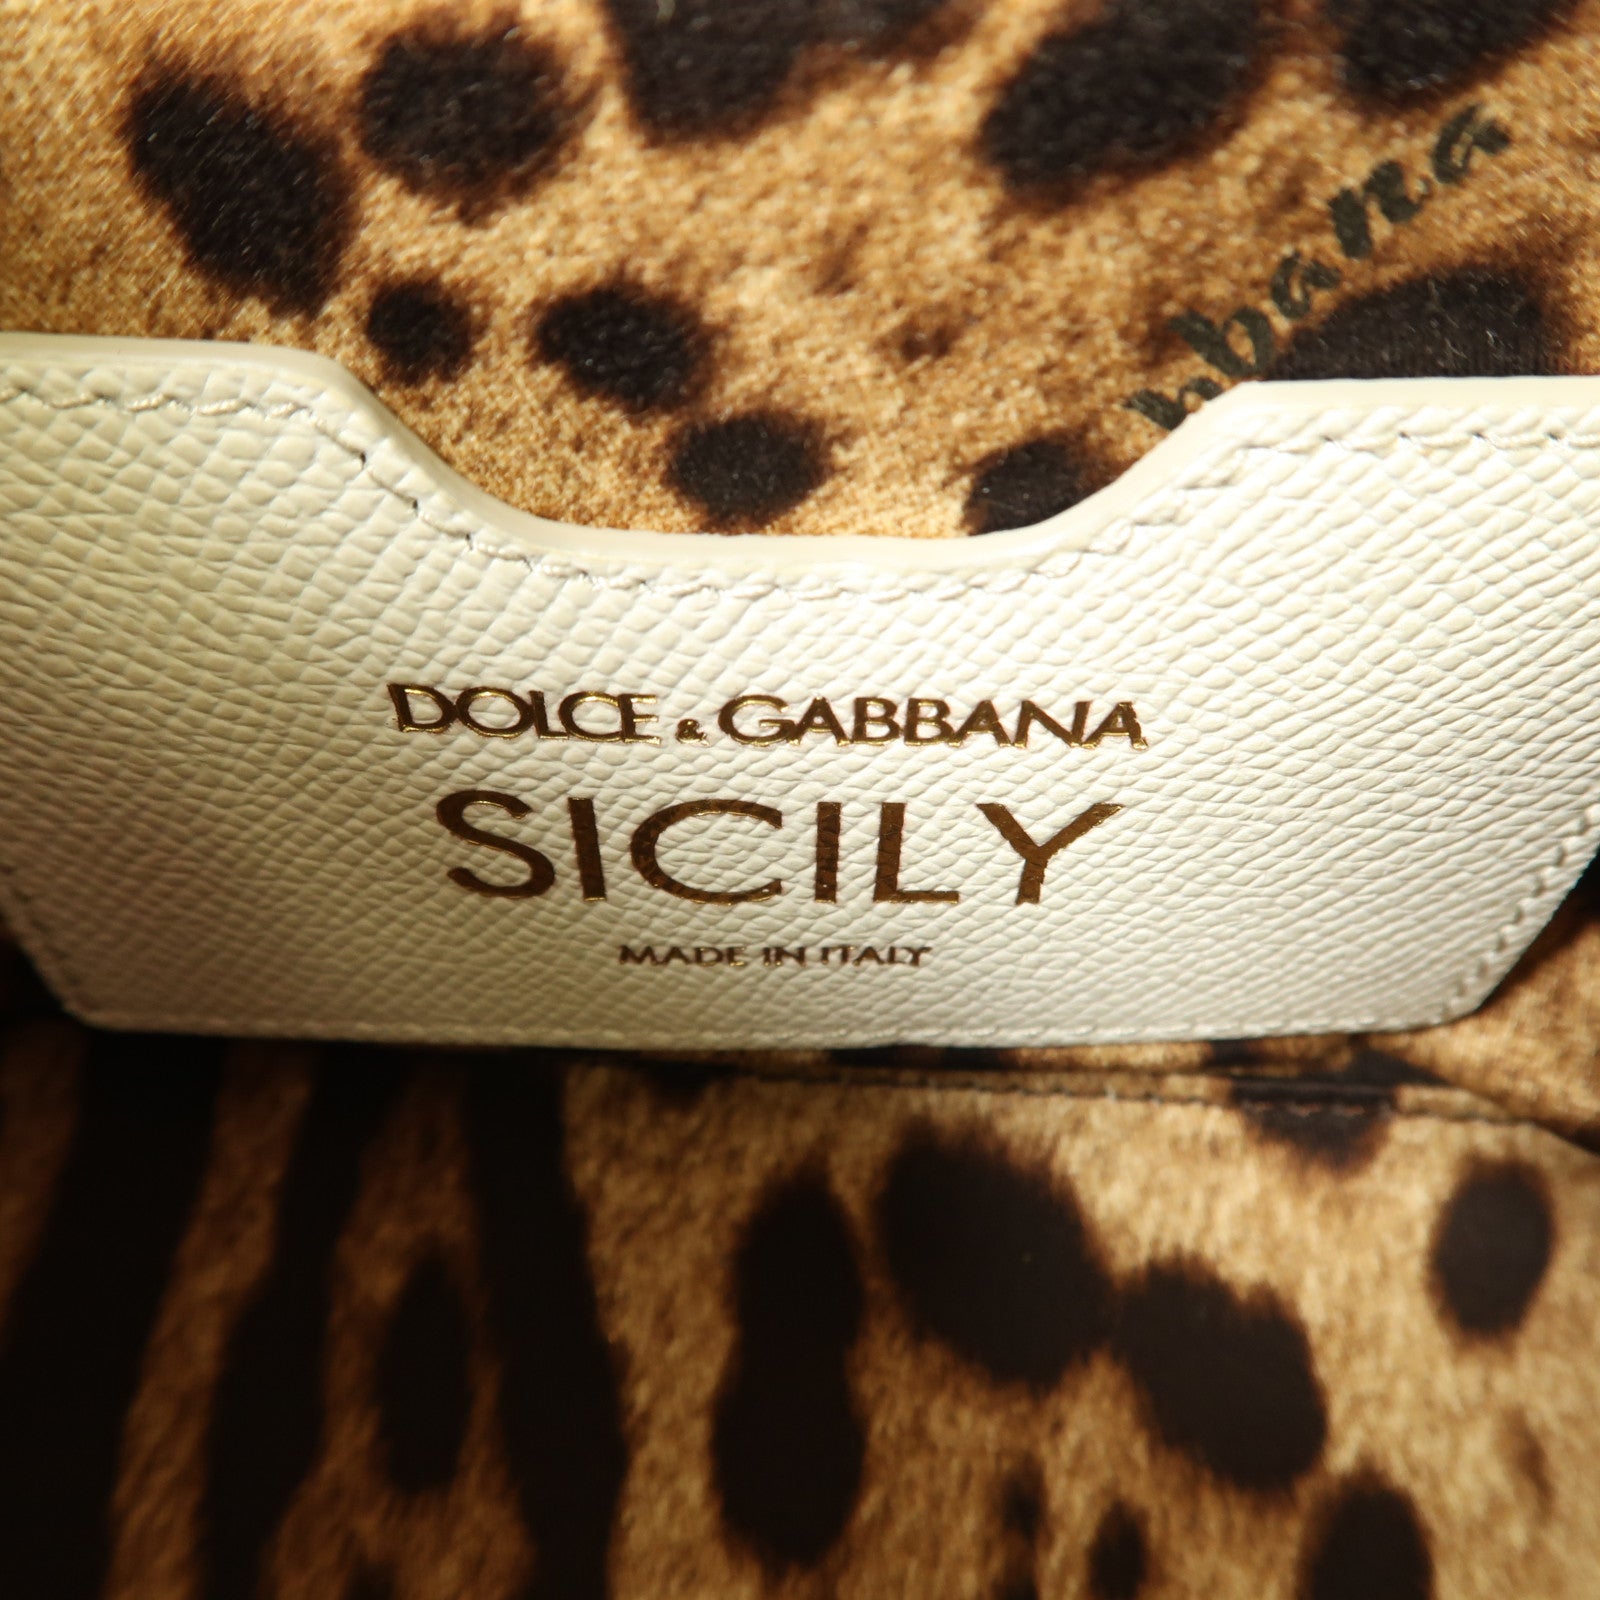 bbana
DOLCE & GABBANA
SICILY
MADE IN ITALY